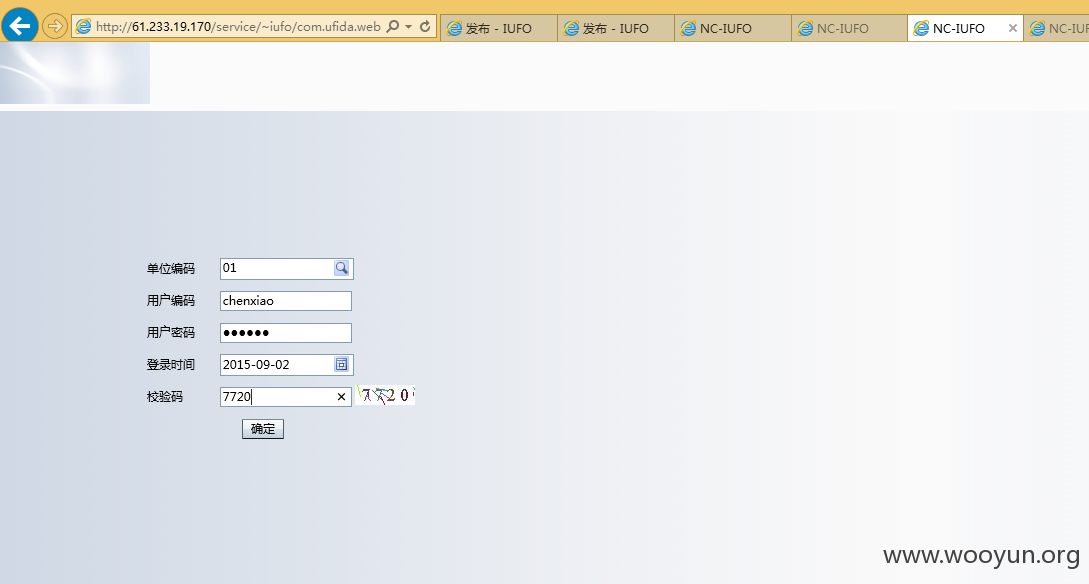 http://61.233.19.170/service/~iufo/com.ufida.web
发布 - IUFO
发布 - IUFO
NC-IUFO
NC-IUFO
NC-IUFO
NC-IUF
单位编码 01
用户编码 chenxiao
用户密码 ●●●●●●
登录时间 2015-09-02
校验码 7720 7720
确定
www.wooyun.org